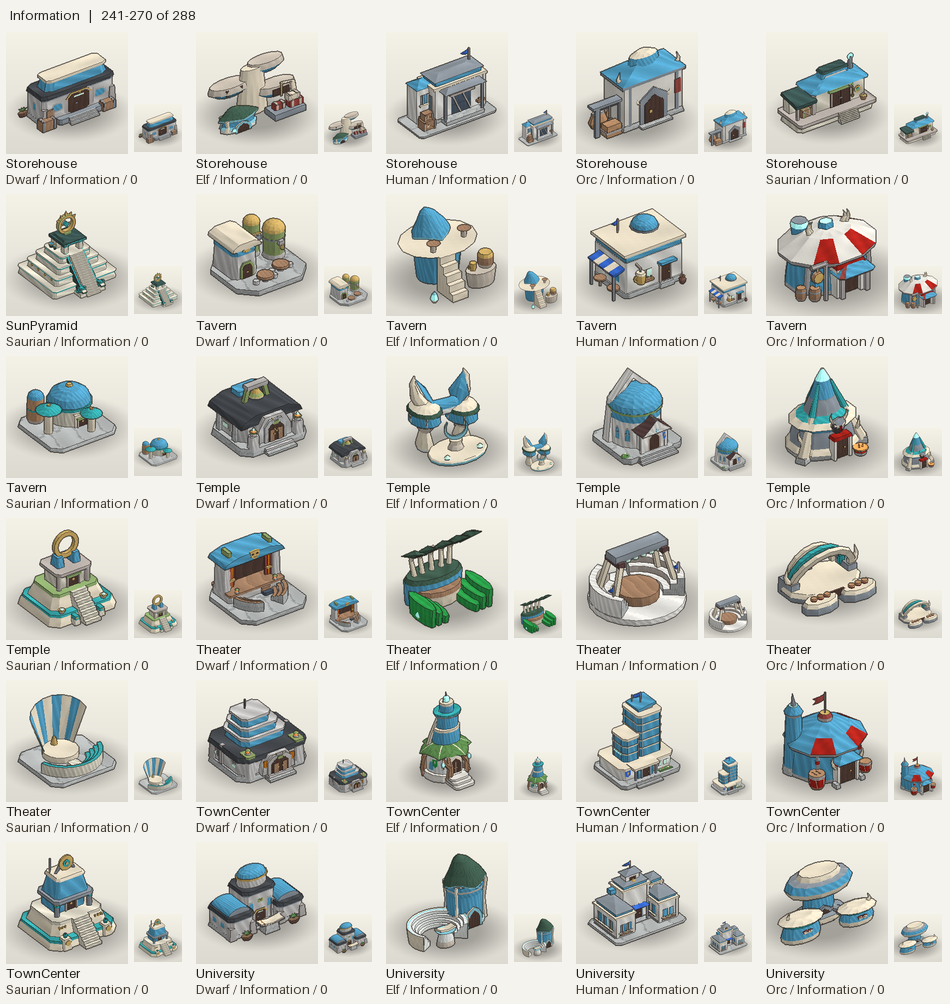 Information | 241-270 of 288
Storehouse
Dwarf / Information / 0
Storehouse
Elf / Information / 0
Storehouse
Human / Information / 0
Storehouse
Orc / Information / 0
Storehouse
Saurian / Information / 0
SunPyramid
Saurian / Information / 0
Tavern
Dwarf / Information / 0
Tavern
Elf / Information / 0
Tavern
Human / Information / 0
Tavern
Orc / Information / 0
Tavern
Saurian / Information / 0
Temple
Dwarf / Information / 0
Temple
Elf / Information / 0
Temple
Human / Information / 0
Temple
Orc / Information / 0
Temple
Saurian / Information / 0
Theater
Dwarf / Information / 0
Theater
Elf / Information / 0
Theater
Human / Information / 0
Theater
Orc / Information / 0
Theater
Saurian / Information / 0
TownCenter
Dwarf / Information / 0
TownCenter
Elf / Information / 0
TownCenter
Human / Information / 0
TownCenter
Orc / Information / 0
TownCenter
Saurian / Information / 0
University
Dwarf / Information / 0
University
Elf / Information / 0
University
Human / Information / 0
University
Orc / Information / 0